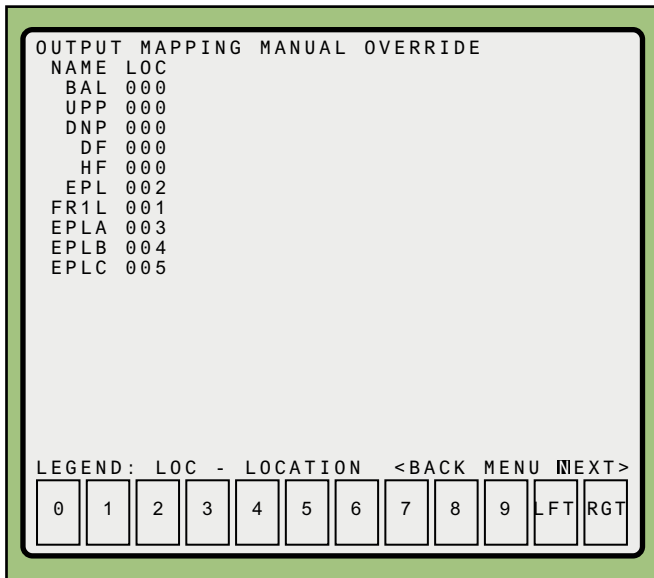 OUTPUT MAPPING MANUAL OVERRIDE
NAME LOC
BAL 000
UPP 000
DNP 000
DF 000
HF 000
EPL 002
FR1L 001
EPLA 003
EPLB 004
EPLC 005
LEGEND: LOC - LOCATION <BACK MENU NEXT>
0 1 2 3 4 5 6 7 8 9 LFT RGT